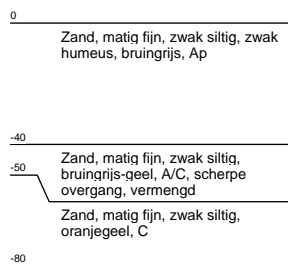 0
Zand, matig fijn, zwak siltig, zwak
humeus, bruingrijs, Ap
-40
Zand, matig fijn, zwak siltig,
-50
bruingrijs-geel, A/C, scherpe
overgang, vermengd
Zand, matig fijn, zwak siltig,
oranjegeel, C
-80